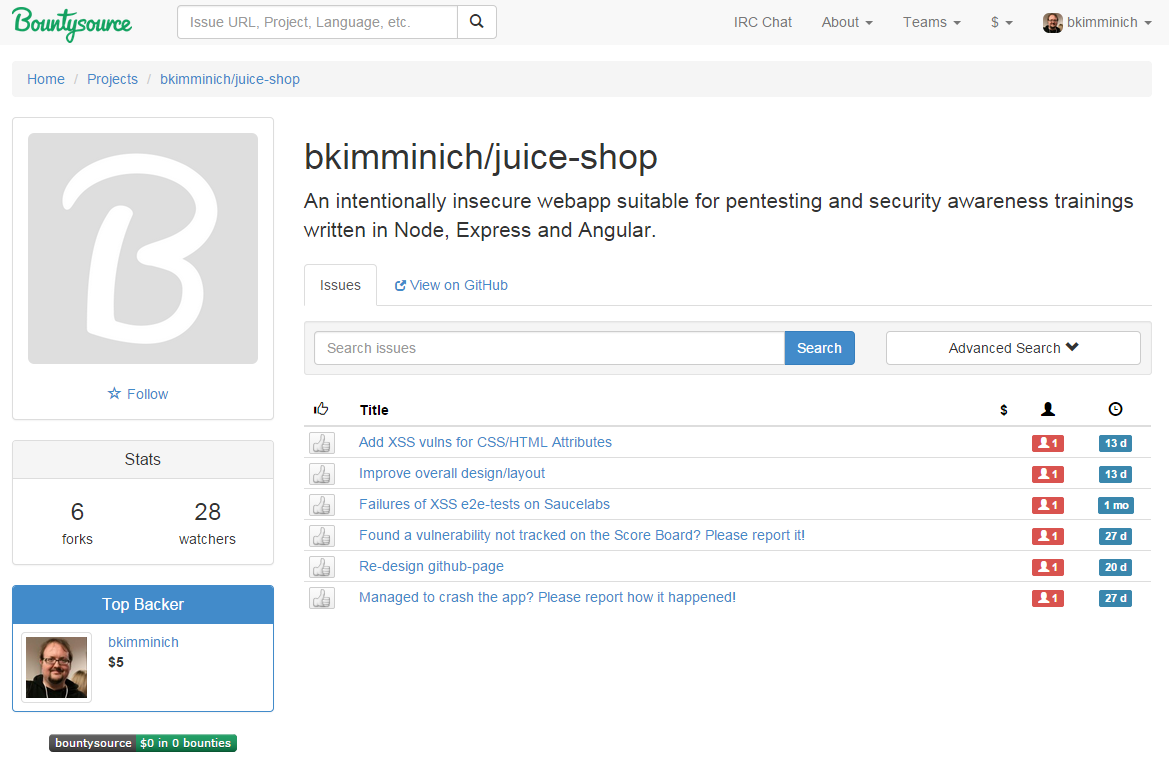 Bountysource
Issue URL, Project, Language, etc.
IRC Chat
About
Teams
$
bkimminich
Home / Projects / bkimminich/juice-shop
B
Follow
Stats
6
28
forks
watchers
Top Backer
bkimminich
$5
bountysource $0 in 0 bounties
bkimminich/juice-shop
An intentionally insecure webapp suitable for pentesting and security awareness trainings
written in Node, Express and Angular.
Issues
View on GitHub
Search issues
Search
Advanced Search
Title $
Add XSS vulns for CSS/HTML Attributes 1 13 d
Improve overall design/layout 1 13 d
Failures of XSS e2e-tests on Saucelabs 1 1 mo
Found a vulnerability not tracked on the Score Board? Please report it! 1 27 d
Re-design github-page 1 20 d
Managed to crash the app? Please report how it happened! 1 27 d